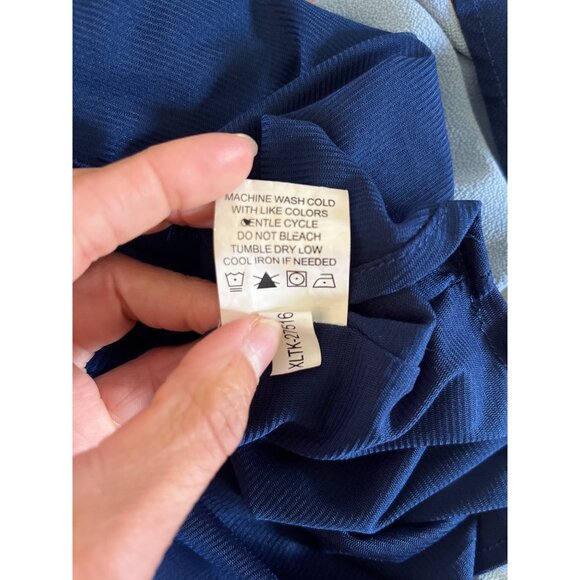 MACHINE WASH COLD
WITH LIKE COLORS
GENTLE CYCLE
DO NOT BLEACH
TUMBLE DRY LOW
COOL IRON IF NEEDED
XLTK-27516